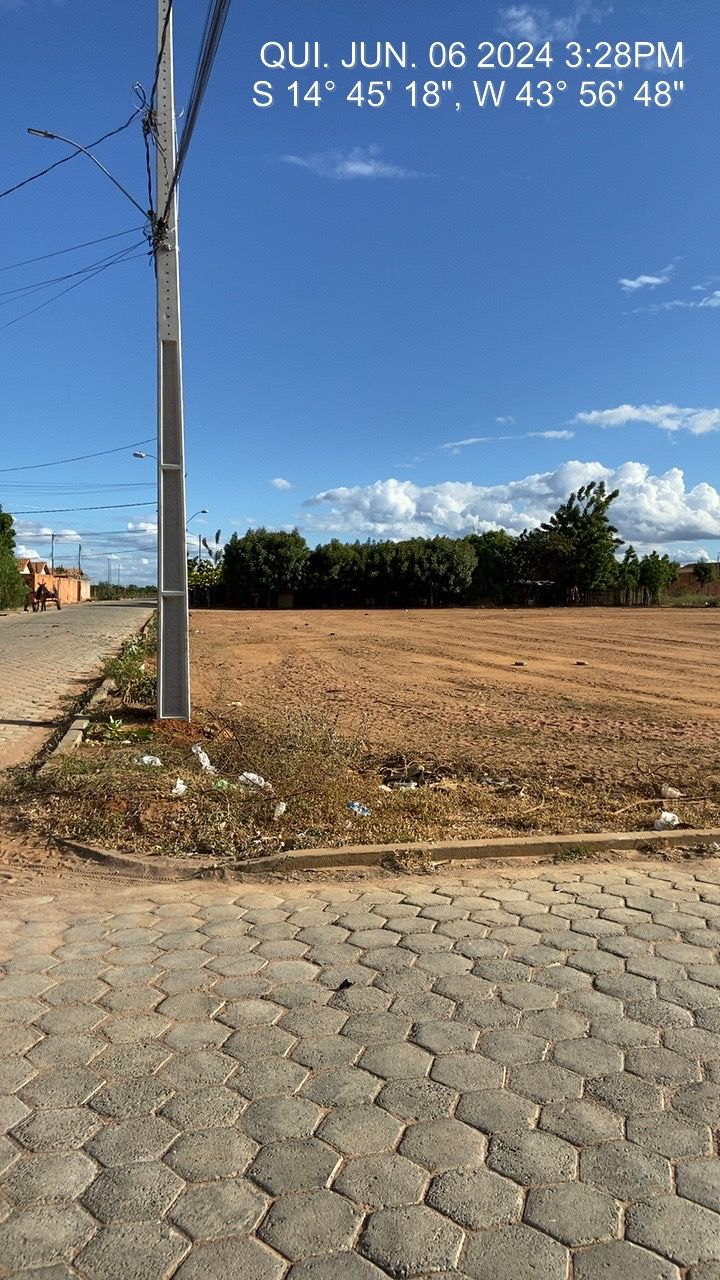 QUI. JUN. 06 2024 3:28PM
S 14° 45' 18", W 43° 56' 48"